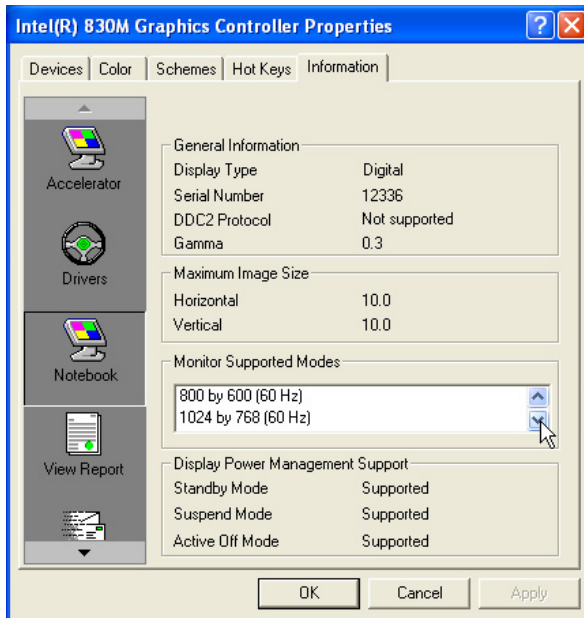 Intel(R) 830M Graphics Controller Properties
Devices Color Schemes Hot Keys Information
Accelerator
Drivers
Notebook
View Report
General Information
Display Type Digital
Serial Number 12336
DDC2 Protocol Not supported
Gamma 0.3
Maximum Image Size
Horizontal 10.0
Vertical 10.0
Monitor Supported Modes
800 by 600 (60 Hz)
1024 by 768 (60 Hz)
Display Power Management Support
Standby Mode Supported
Suspend Mode Supported
Active Off Mode Supported
OK Cancel Apply